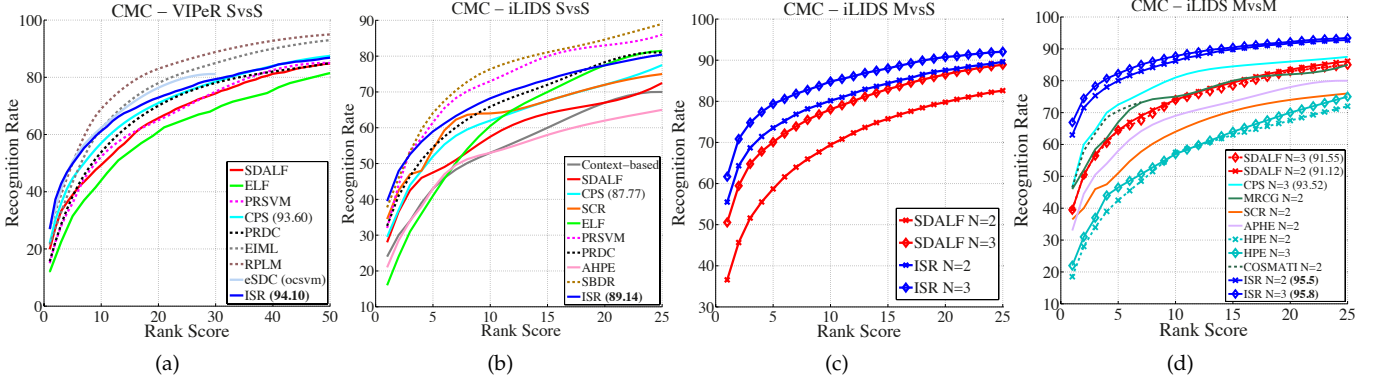 CMC – VIPeR SvsS
Recognition Rate
100
80
60
40
20
0
0 10 20 30 40 50
Rank Score
SDALF
ELF
PRSVM
CPS (93.60)
PRDC
EIML
RPLM
eSDC (ocsvm)
ISR (94.10)
(a)
CMC – iLIDS SvsS
Recognition Rate
90
80
70
60
50
40
30
20
10
0 5 10 15 20 25
Rank Score
Context–based
SDALF
CPS (87.77)
SCR
ELF
PRSVM
PRDC
AHPE
SBDR
ISR (89.14)
(b)
CMC – iLIDS MvsS
Recognition Rate
100
90
80
70
60
50
40
30
0 5 10 15 20 25
Rank Score
SDALF N=2
SDALF N=3
ISR N=2
ISR N=3
(c)
CMC – iLIDS MvsM
Recognition Rate
100
90
80
70
60
50
40
30
20
10
0 5 10 15 20 25
Rank Score
SDALF N=3 (91.55)
SDALF N=2 (91.12)
CPS N=3 (93.52)
MRCG N=2
SCR N=2
APHE N=2
HPE N=2
HPE N=3
COSMATI N=2
ISR N=2 (95.5)
ISR N=3 (95.8)
(d)